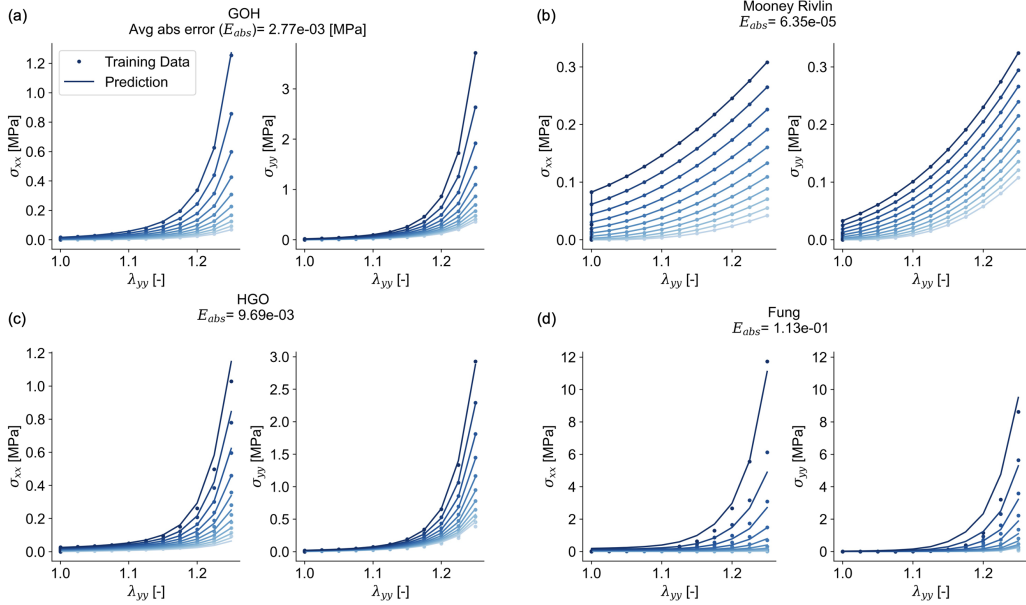 (a)
GOH
Avg abs error (E_abs)= 2.77e-03 [MPa]
Training Data
Prediction
σ_xx [MPa]
1.2
1.0
0.8
0.6
0.4
0.2
0.0
1.0
1.1
1.2
λ_yy [-]
σ_yy [MPa]
3
2
1
0
1.0
1.1
1.2
λ_yy [-]
(b)
Mooney Rivlin
E_abs= 6.35e-05
σ_xx [MPa]
0.3
0.2
0.1
0.0
1.0
1.1
1.2
λ_yy [-]
σ_yy [MPa]
0.3
0.2
0.1
0.0
1.0
1.1
1.2
λ_yy [-]
(c)
HGO
E_abs= 9.69e-03
σ_xx [MPa]
1.2
1.0
0.8
0.6
0.4
0.2
0.0
1.0
1.1
1.2
λ_yy [-]
σ_yy [MPa]
3.0
2.5
2.0
1.5
1.0
0.5
0.0
1.0
1.1
1.2
λ_yy [-]
(d)
Fung
E_abs= 1.13e-01
σ_xx [MPa]
12
10
8
6
4
2
0
1.0
1.1
1.2
λ_yy [-]
σ_yy [MPa]
12
10
8
6
4
2
0
1.0
1.1
1.2
λ_yy [-]